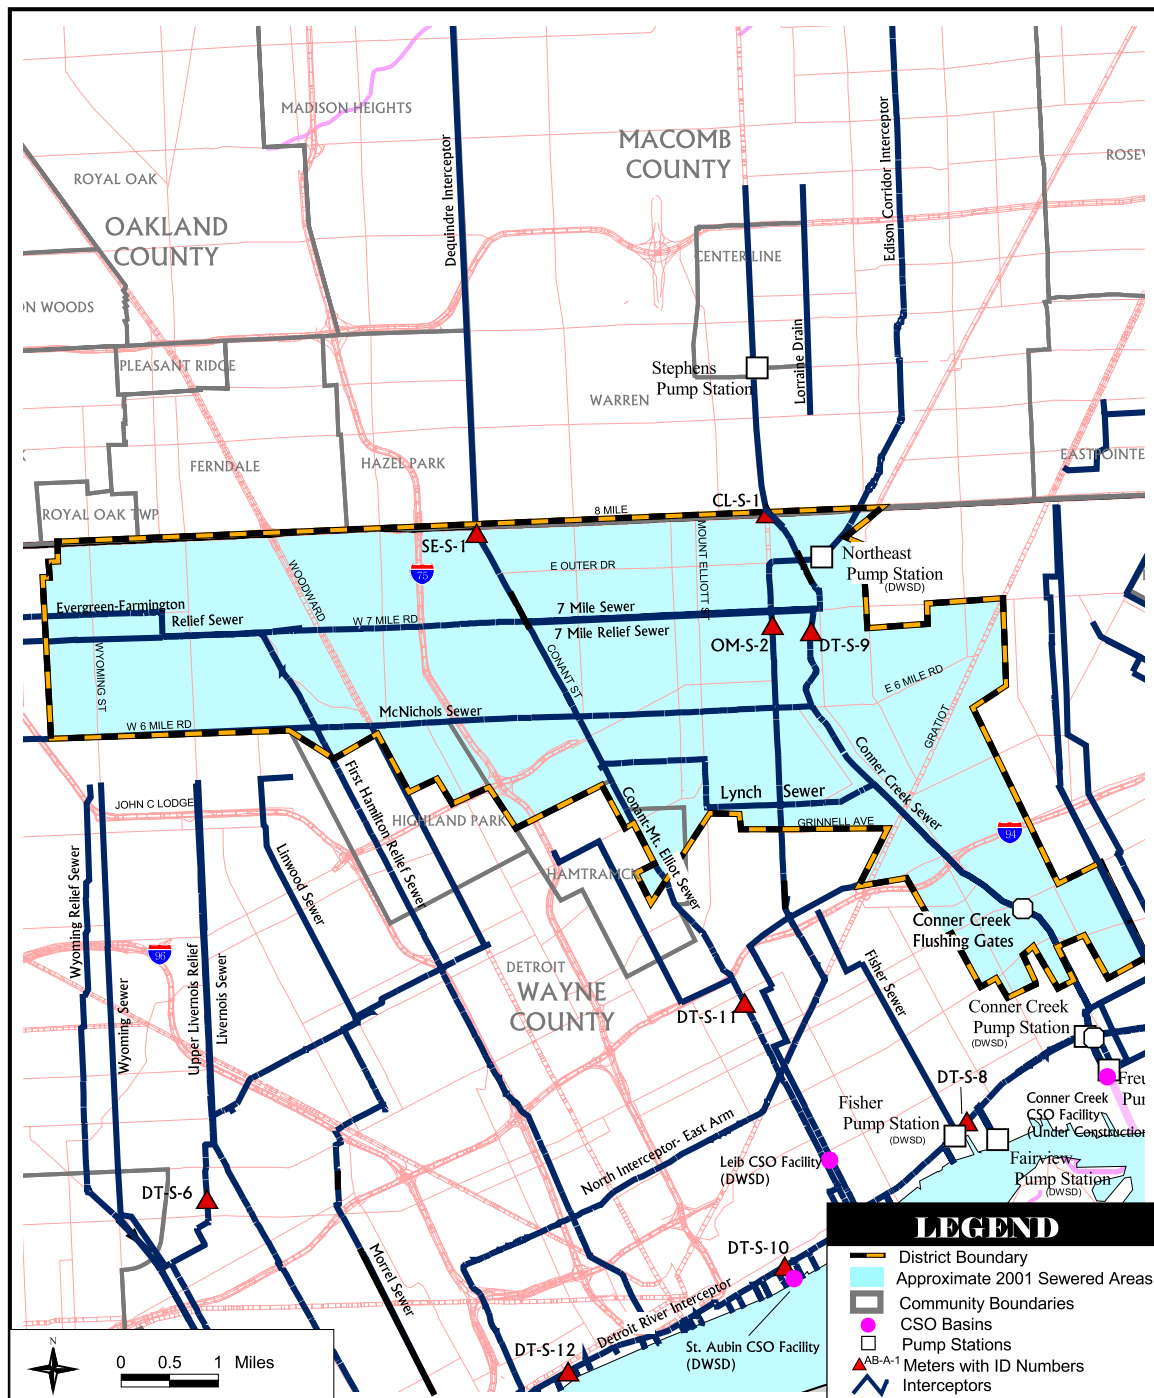 MADISON HEIGHTS
MACOMB
COUNTY
ROYAL OAK
OAKLAND
COUNTY
Dequindre Interceptor
Edison Corridor Interceptor
CENTER LINE
WOODS
PLEASANT RIDGE
Stephens
Pump Station
Lorraine Drain
WARREN
FERNDALE
HAZEL PARK
EASTPOINTE
ROYAL OAK TWP
CL-S-1
8 MILE
SE-S-1
MOUNT ELLIOTT ST
E OUTER DR
Northeast
Pump Station
(DWSD)
75
WOODWARD
Evergreen-Farmington
Relief Sewer
W 7 MILE RD
7 Mile Sewer
7 Mile Relief Sewer
OM-S-2
DT-S-9
WYOMING ST
CONANT ST
E 6 MILE RD
McNichols Sewer
W 6 MILE RD
GRATIOT
Conner Creek Sewer
First Hamilton Relief Sewer
JOHN C LODGE
Lynch Sewer
Conant-Mt. Elliot Sewer
HIGHLAND PARK
GRINNELL AVE
94
Linwood Sewer
HAMTRAMCK
Wyoming Relief Sewer
Conner Creek
Flushing Gates
96
Upper Livernois Relief
Livernois Sewer
Wyoming Sewer
DETROIT
WAYNE
COUNTY
Fisher Sewer
DT-S-11
Conner Creek
Pump Station
(DWSD)
DT-S-8
Fisher
Pump Station
(DWSD)
Conner Creek
CSO Facility
(Under Construction
North Interceptor- East Arm
Leib CSO Facility
(DWSD)
Fairview
Pump Station
(DWSD)
DT-S-6
Morrel Sewer
DT-S-10
Detroit River Interceptor
St. Aubin CSO Facility
(DWSD)
DT-S-12
N
0 0.5 1 Miles
LEGEND
District Boundary
Approximate 2001 Sewered Areas
Community Boundaries
CSO Basins
Pump Stations
AB-A-1 Meters with ID Numbers
Interceptors